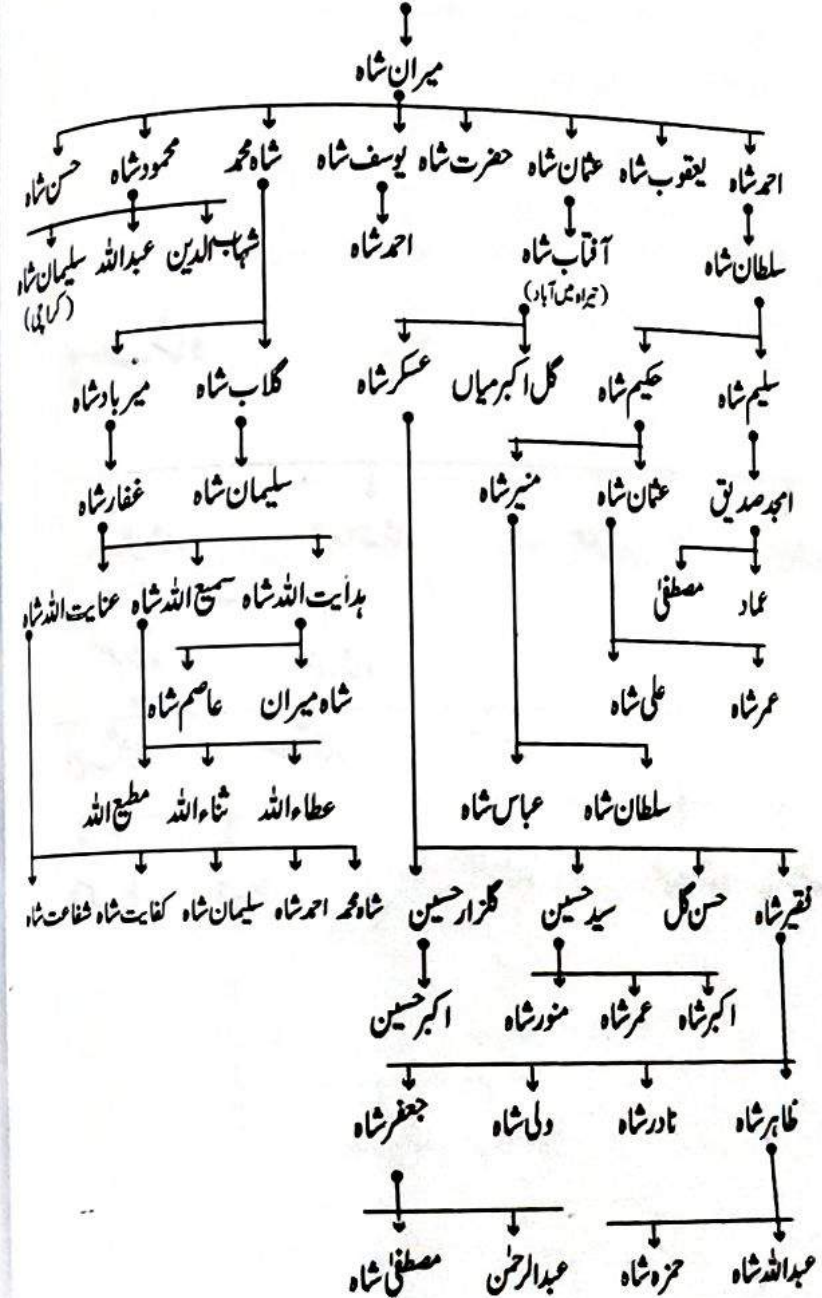 میران شاہ
احمد شاہ یعقوب شاہ عثمان شاہ حضرت شاہ یوسف شاہ شاہ محمد محمود شاہ حسن شاہ
سلطان شاہ آفتاب شاہ احمد شاہ شہاب الدین عبداللہ سلیمان شاہ
(تیراہ میں آباد) (کراچی)
سلیم شاہ حکیم شاہ گل اکبر میاں عسکر شاہ گلاب شاہ میر باد شاہ
امجد صدیق عثمان شاہ منیر شاہ سلیمان شاہ غفار شاہ
عماد مصطفیٰ ہدایت اللہ شاہ سمیع اللہ شاہ عنایت اللہ شاہ
عمر شاہ علی شاہ شاہ میران عاصم شاہ
سلطان شاہ عباس شاہ عطاء اللہ ثناء اللہ مطیع اللہ
فقیر شاہ حسن گل سید حسین گلزار حسین شاہ محمد احمد شاہ سلیمان شاہ کفایت شاہ شفاعت شاہ
اکبر شاہ عمر شاہ منور شاہ اکبر حسین
ظاہر شاہ نادر شاہ ولی شاہ جعفر شاہ
عبداللہ شاہ حمزہ شاہ عبدالرحمٰن مصطفیٰ شاہ